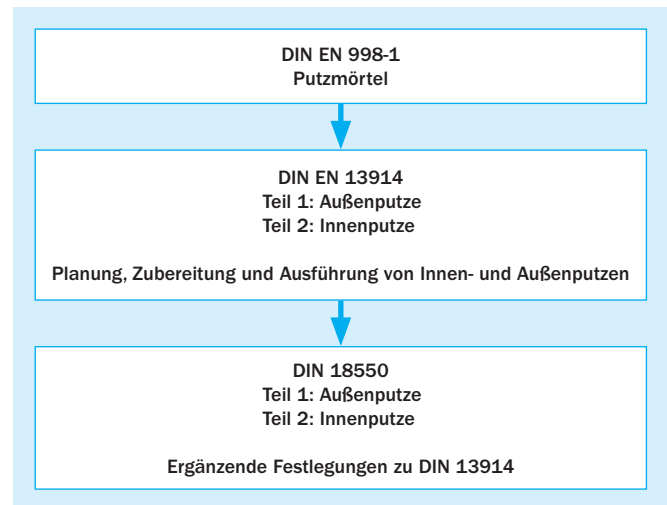 DIN EN 998-1
Putzmörtel
DIN EN 13914
Teil 1: Außenputze
Teil 2: Innenputze
Planung, Zubereitung und Ausführung von Innen- und Außenputzen
DIN 18550
Teil 1: Außenputze
Teil 2: Innenputze
Ergänzende Festlegungen zu DIN 13914